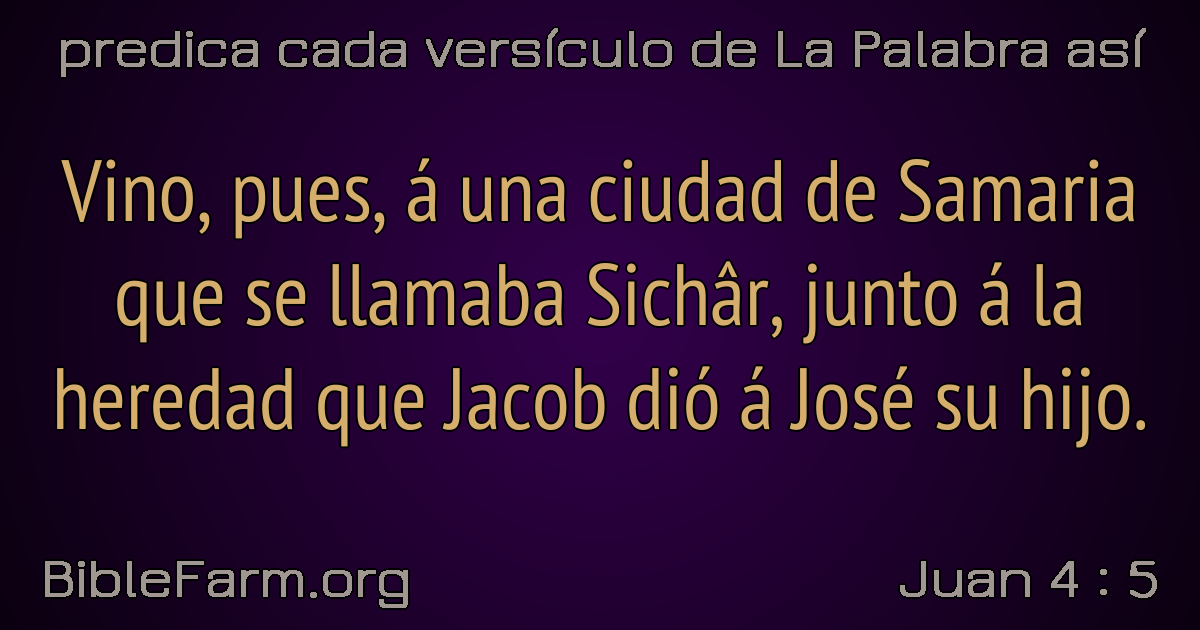 predica cada versículo de La Palabra así
Vino, pues, á una ciudad de Samaria
que se llamaba Sichâr, junto á la
heredad que Jacob dió á José su hijo.
BibleFarm.org
Juan 4 : 5